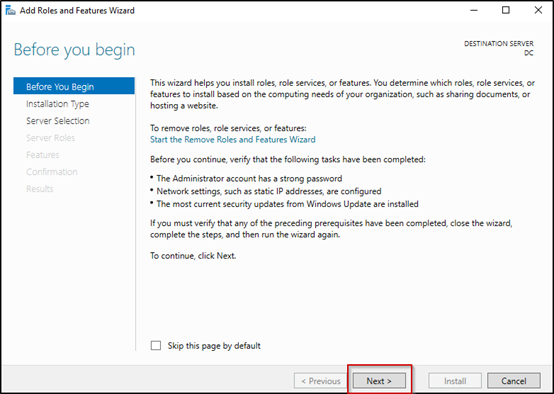 Add Roles and Features Wizard
Before you begin
DESTINATION SERVER
DC
Before You Begin
Installation Type
Server Selection
Server Roles
Features
Confirmation
Results
This wizard helps you install roles, role services, or features. You determine which roles, role services, or
features to install based on the computing needs of your organization, such as sharing documents, or
hosting a website.
To remove roles, role services, or features:
Start the Remove Roles and Features Wizard
Before you continue, verify that the following tasks have been completed:
• The Administrator account has a strong password
• Network settings, such as static IP addresses, are configured
• The most current security updates from Windows Update are installed
If you must verify that any of the preceding prerequisites have been completed, close the wizard,
complete the steps, and then run the wizard again.
To continue, click Next.
Skip this page by default
< Previous
Next >
Install
Cancel